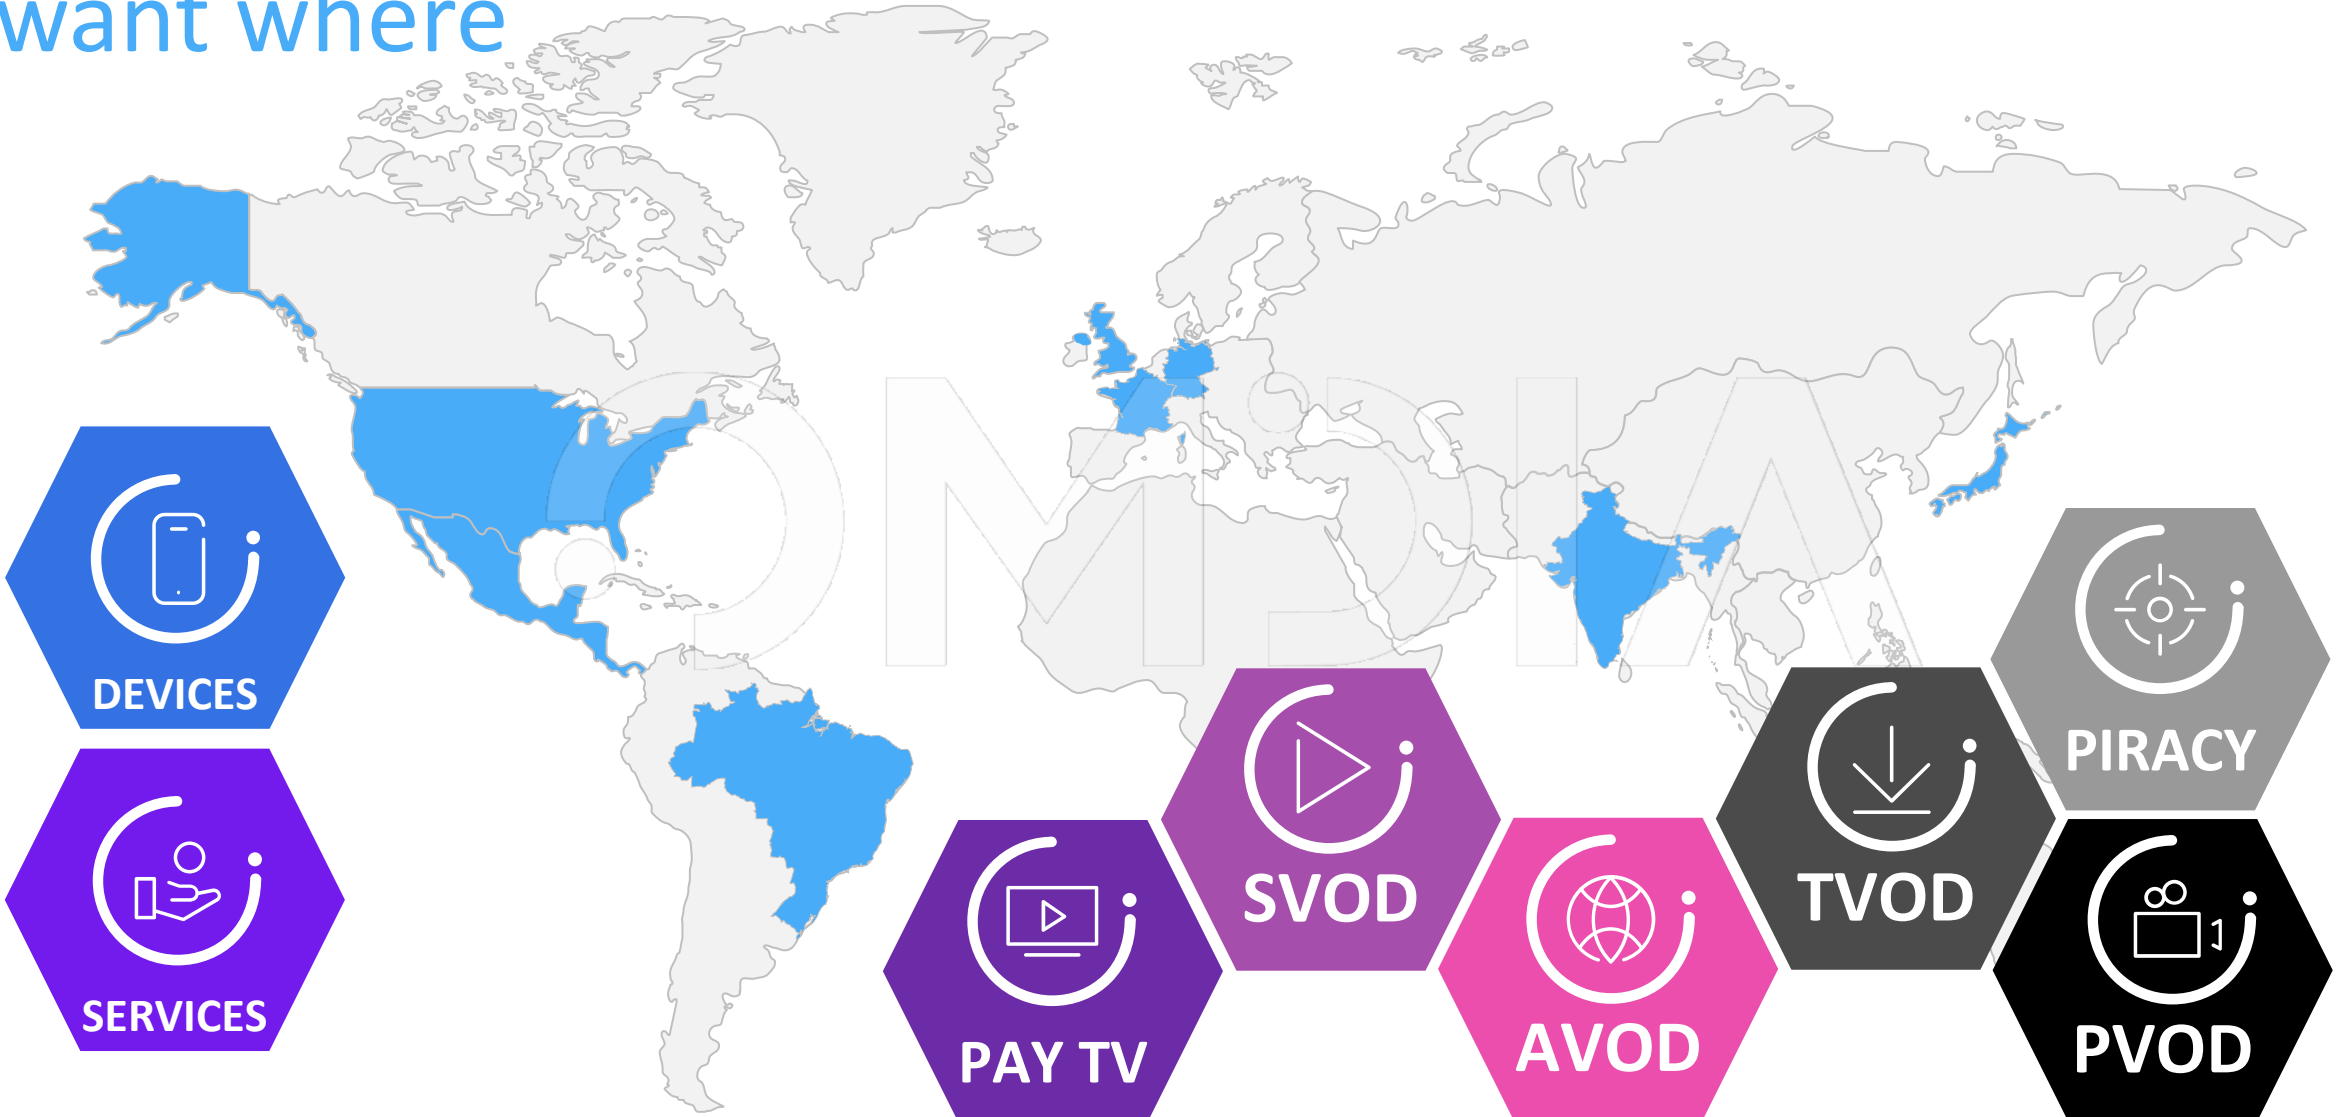 want where
OMDIA
DEVICES
PIRACY
SERVICES
SVOD
TVOD
PAY TV
AVOD
PVOD